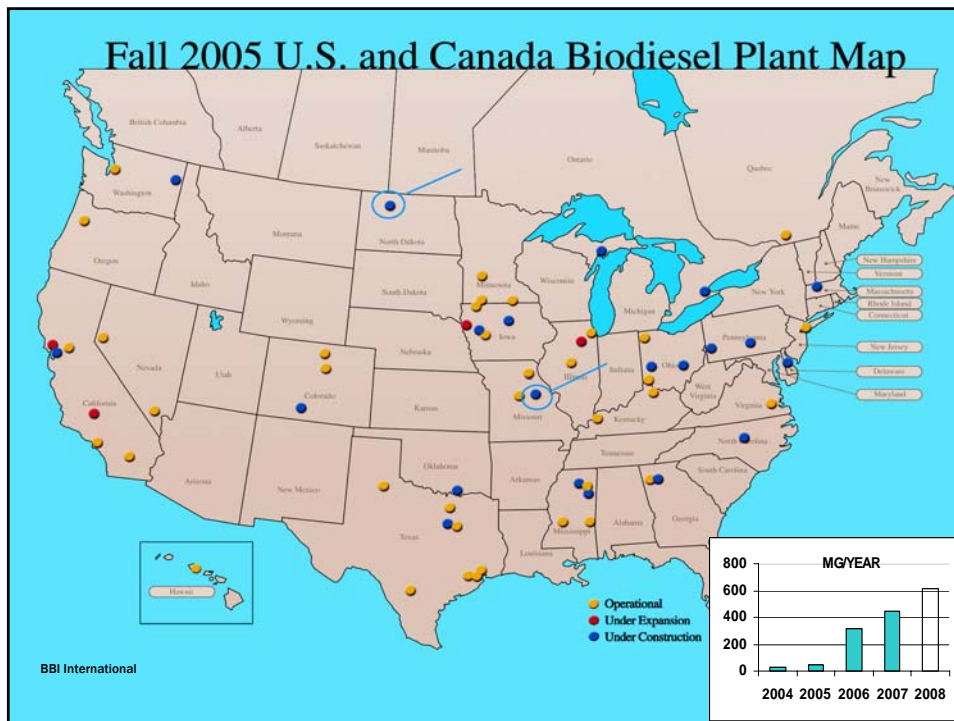 Fall 2005 U.S. and Canada Biodiesel Plant Map
British Columbia
Alberta
Saskatchewan
Manitoba
Ontario
Quebec
New
Brunswick
Washington
Montana
North Dakota
Minnesota
Maine
Oregon
Idaho
South Dakota
Wisconsin
Michigan
New York
New Hampshire
Vermont
Massachusetts
Rhode Island
Connecticut
Wyoming
Nebraska
Iowa
Pennsylvania
New Jersey
Nevada
Utah
Colorado
Kansas
Missouri
Illinois
Indiana
Ohio
West
Virginia
Virginia
Delaware
Maryland
California
Kentucky
North Carolina
Tennessee
South Carolina
Arizona
New Mexico
Oklahoma
Arkansas
Texas
Louisiana
Mississippi
Alabama
Georgia
Hawaii
Operational
Under Expansion
Under Construction
BBI International
MG/YEAR
800
600
400
200
0
2004 2005 2006 2007 2008